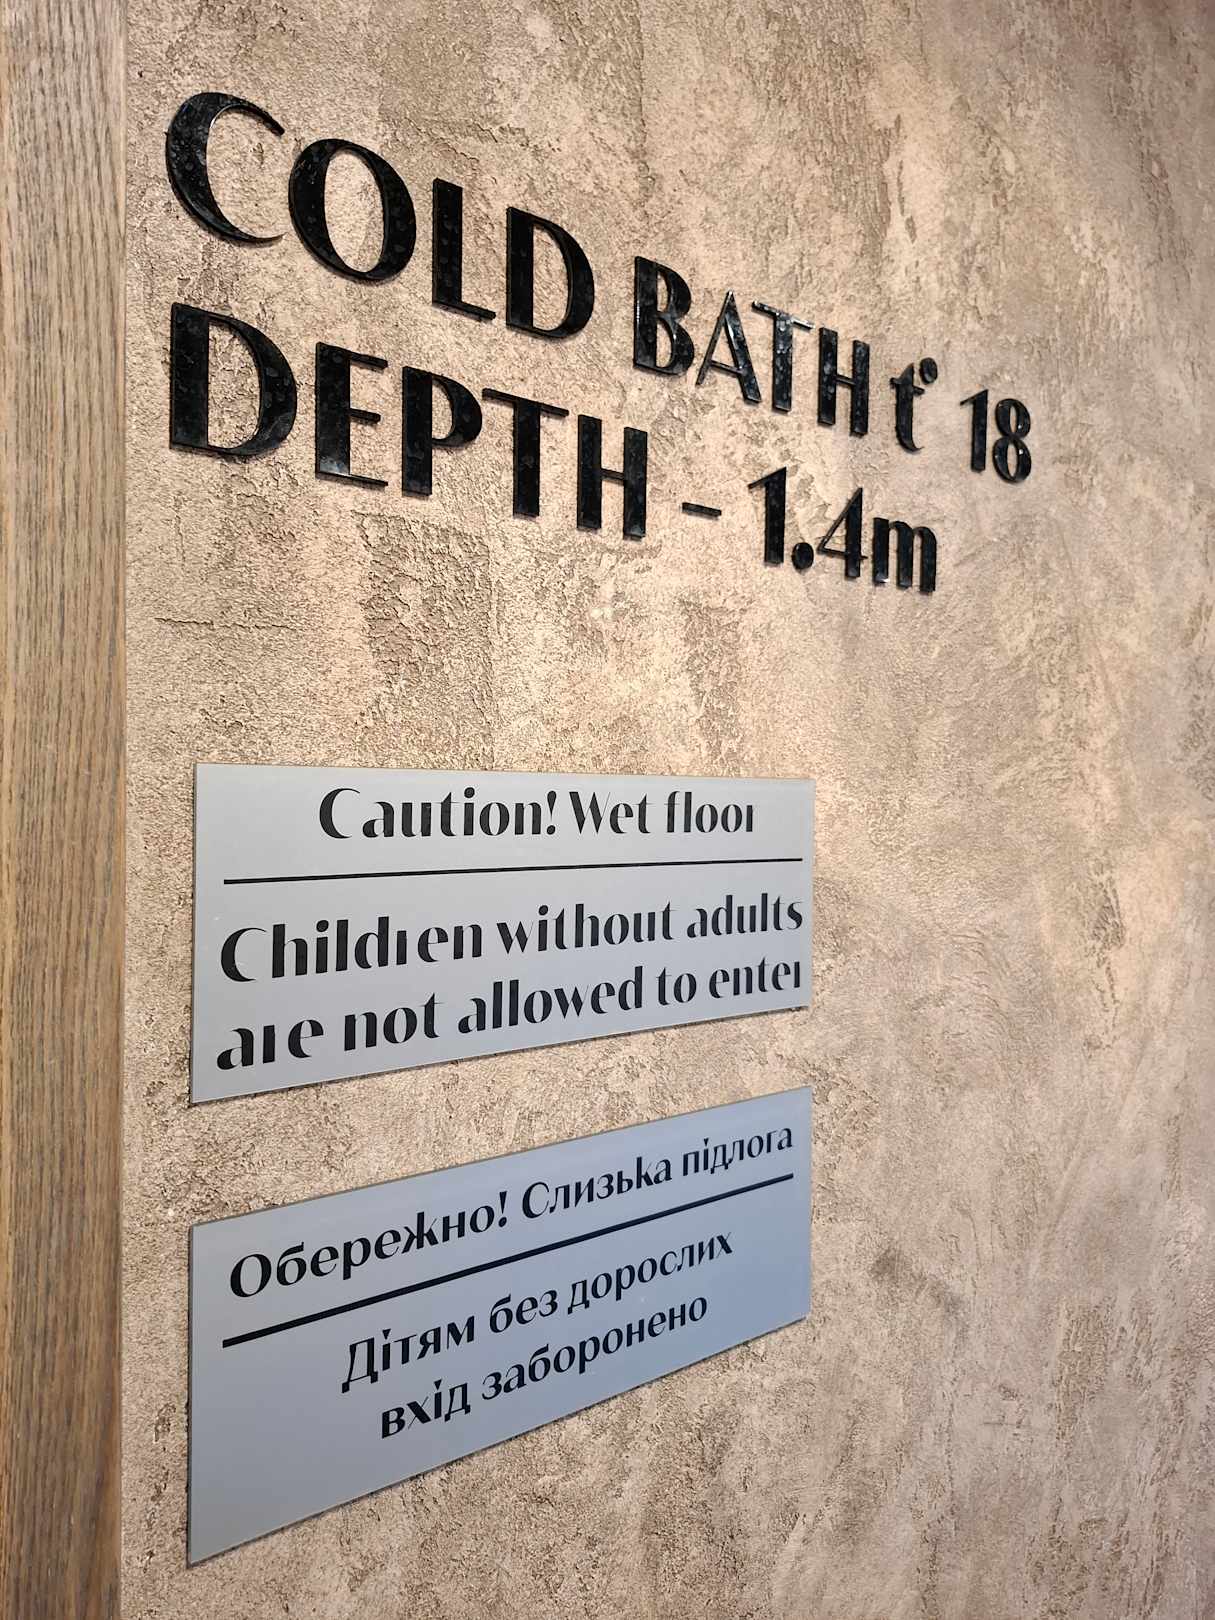 COLD BATH t° 18
DEPTH - 1.4m
Caution! Wet floor
Children without adults
are not allowed to enter
Обережно! Слизька підлога
Дітям без дорослих
вхід заборонено